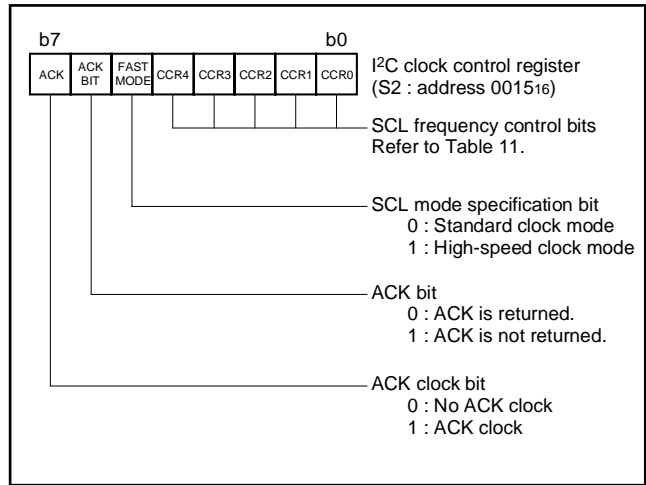 b7 b0
ACK ACK BIT FAST MODE CCR4 CCR3 CCR2 CCR1 CCR0
I²C clock control register
(S2 : address 0015₁₆)
SCL frequency control bits
Refer to Table 11.
SCL mode specification bit
0 : Standard clock mode
1 : High-speed clock mode
ACK bit
0 : ACK is returned.
1 : ACK is not returned.
ACK clock bit
0 : No ACK clock
1 : ACK clock